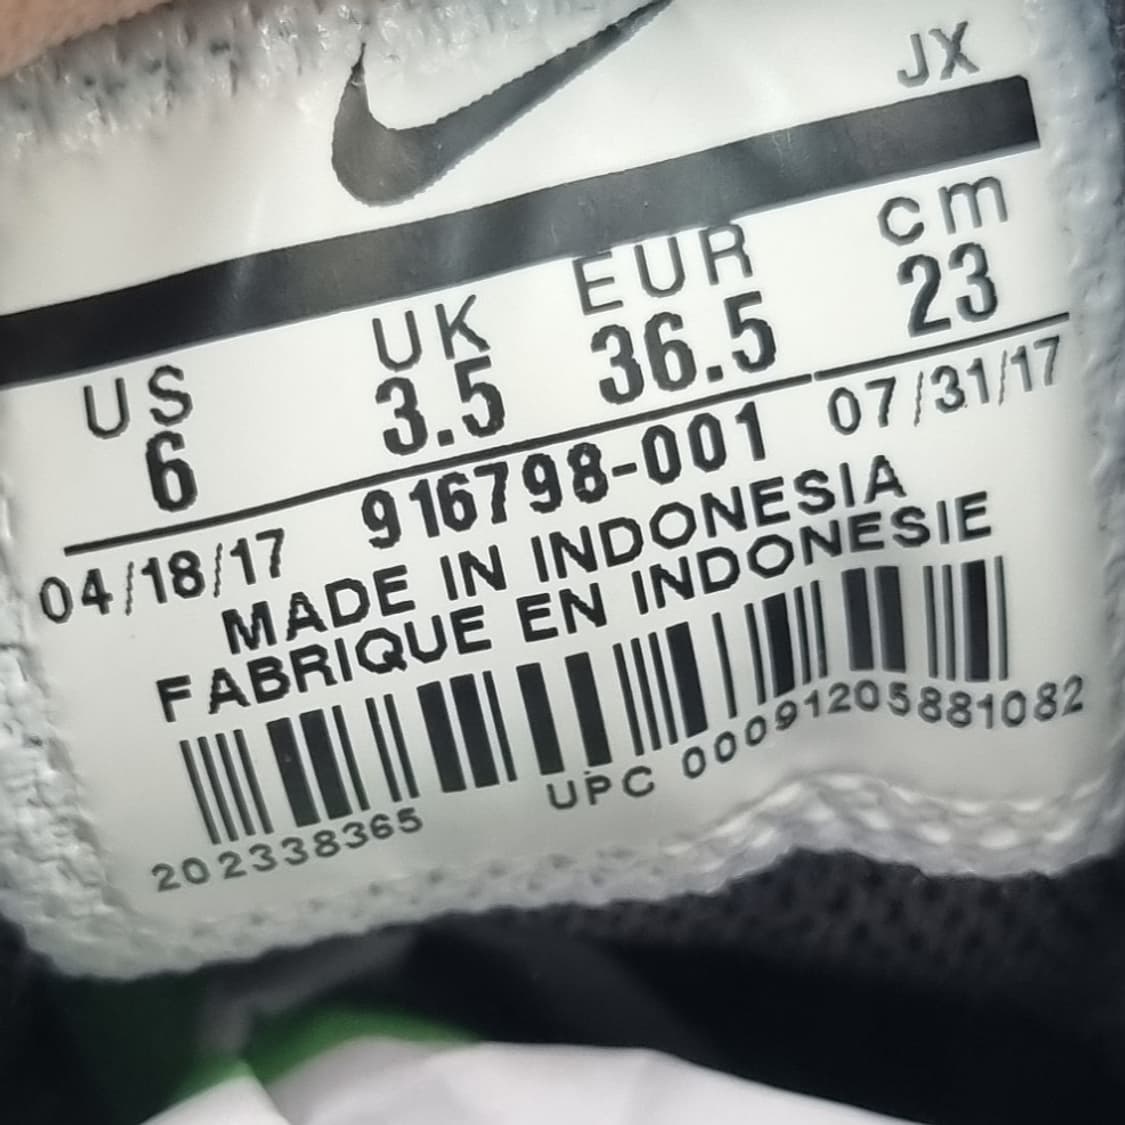 JX
US UK EUR cm
6 3.5 36.5 23
04/18/17 916798-001 07/31/17
MADE IN INDONESIA
FABRIQUE EN INDONESIE
202338365 UPC 00091205881082